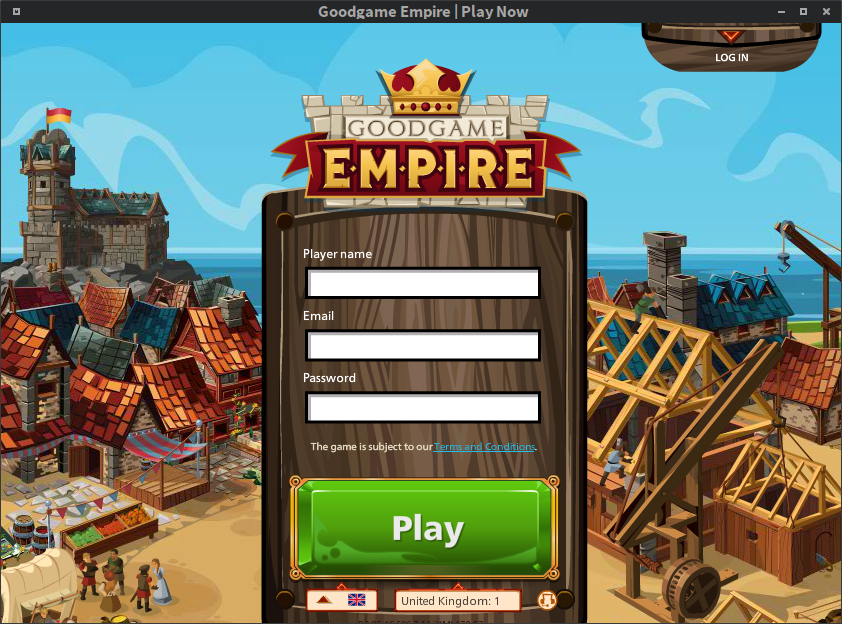 Goodgame Empire | Play Now
LOG IN
GOODGAME
EMPIRE
Player name
Email
Password
The game is subject to our Terms and Conditions.
Play
United Kingdom: 1